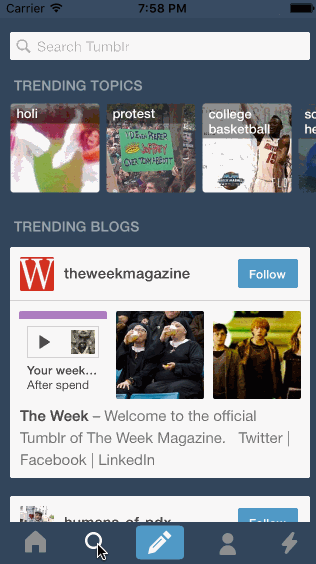 Carrier 7:58 PM
Search Tumblr
TRENDING TOPICS
holi
protest
college
basketball
TRENDING BLOGS
W theweekmagazine Follow
Your week...
After spend
The Week – Welcome to the official
Tumblr of The Week Magazine. Twitter |
Facebook | LinkedIn
humans-of-pdx Follow